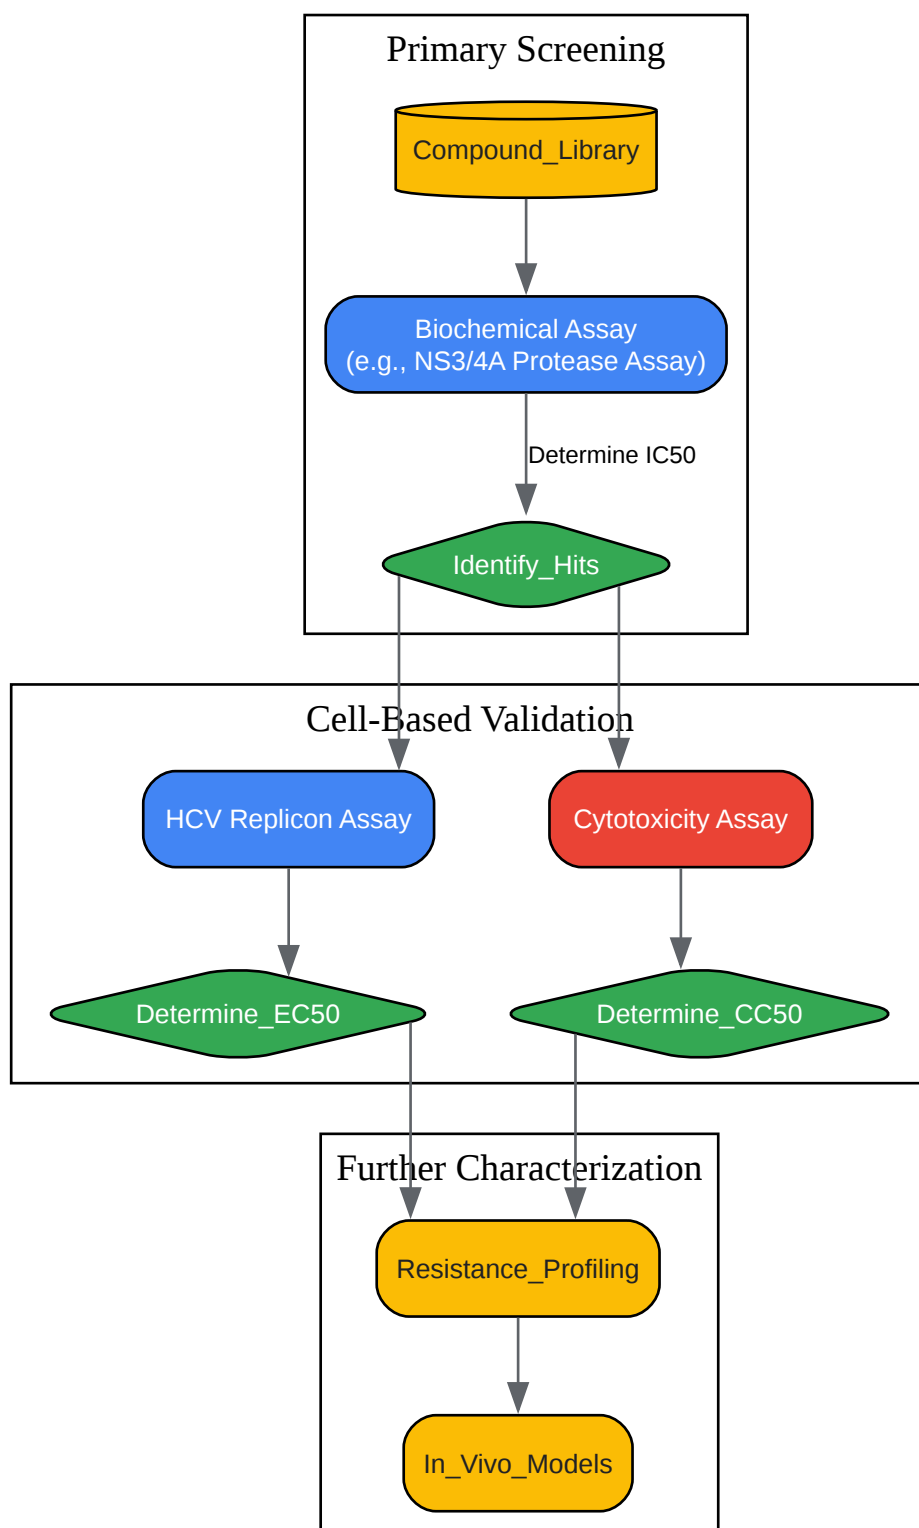 Primary Screening
Compound_Library
Biochemical Assay
(e.g., NS3/4A Protease Assay)
Determine IC50
Identify_Hits
Cell-Based Validation
HCV Replicon Assay
Cytotoxicity Assay
Determine_EC50
Determine_CC50
Further Characterization
Resistance_Profiling
In_Vivo_Models